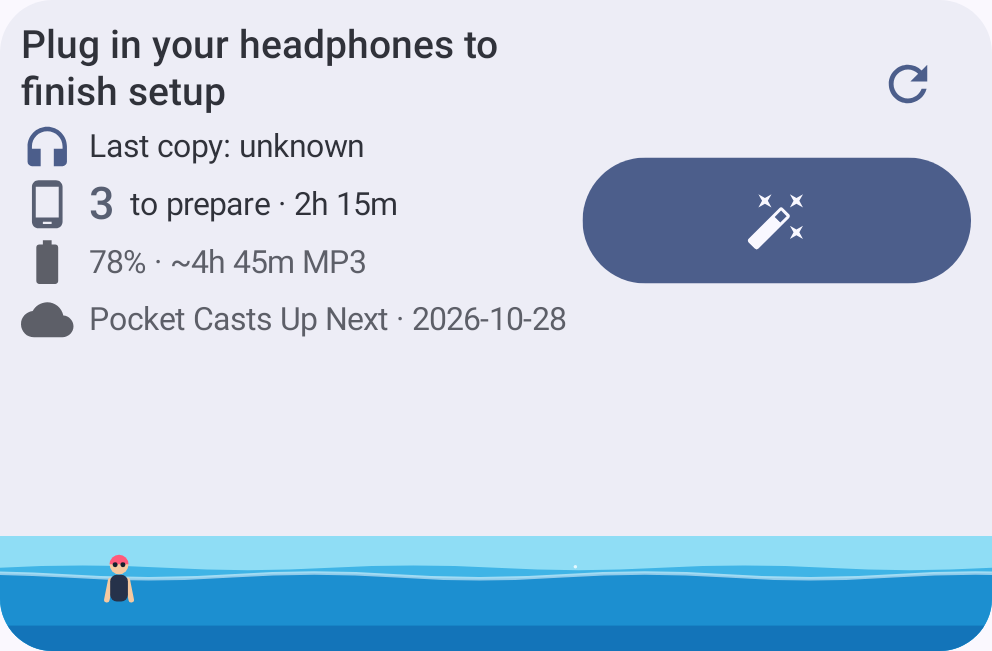 Plug in your headphones to
finish setup
Last copy: unknown
3 to prepare · 2h 15m
78% · ~4h 45m MP3
Pocket Casts Up Next · 2026-10-28